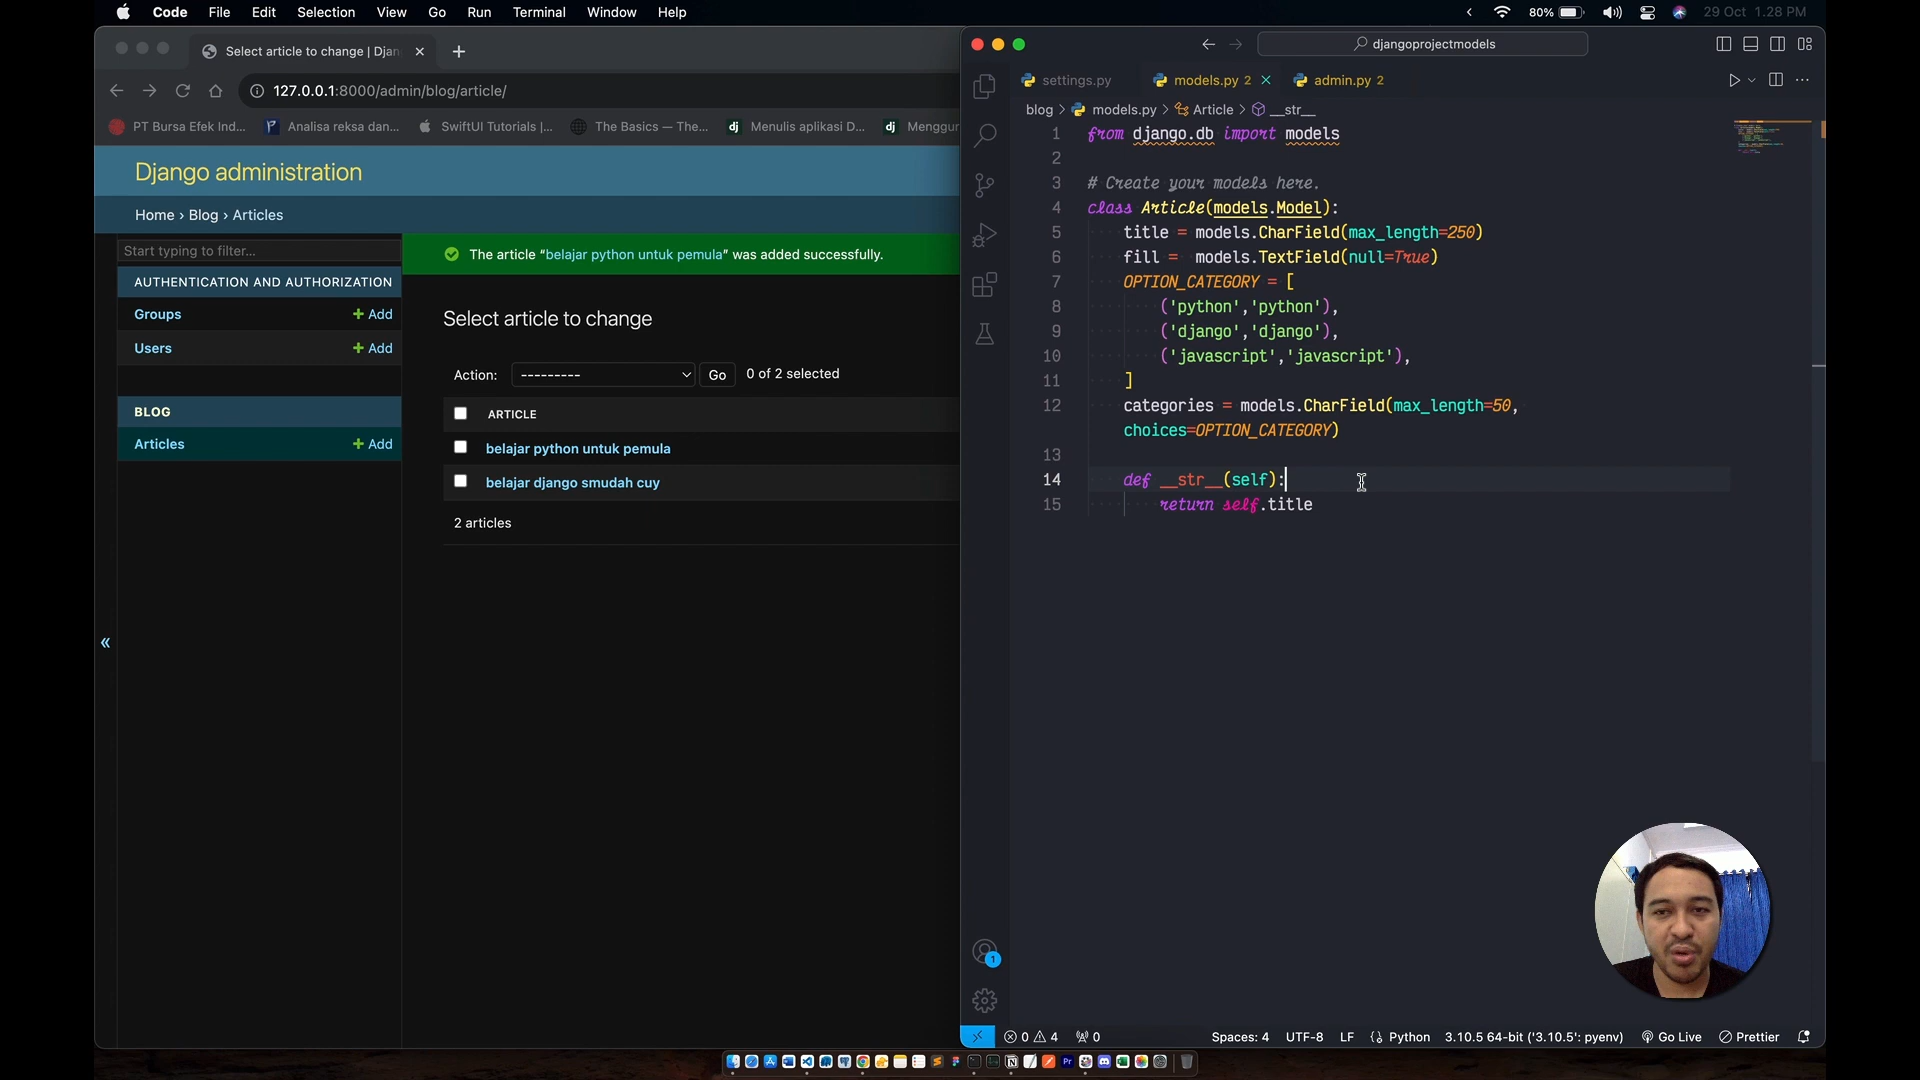 Code File Edit Selection View Go Run Terminal Window Help
80% 29 Oct 1.28 PM
Select article to change | Djan
127.0.0.1:8000/admin/blog/article/
PT Bursa Efek Ind... Analisa reksa dan... SwiftUI Tutorials |... The Basics — The... dj Menulis aplikasi D... dj Menggun
Django administration
Home › Blog › Articles
Start typing to filter...
AUTHENTICATION AND AUTHORIZATION
Groups + Add
Users + Add
BLOG
Articles + Add
«
The article “belajar python untuk pemula” was added successfully.
Select article to change
Action: --------- Go 0 of 2 selected
ARTICLE
belajar python untuk pemula
belajar django smudah cuy
2 articles
djangoprojectmodels
settings.py models.py 2 admin.py 2
blog > models.py > Article > __str__
1 from django.db import models
2
3 # Create your models here.
4 class Article(models.Model):
5 title = models.CharField(max_length=250)
6 fill =  models.TextField(null=True)
7 OPTION_CATEGORY = [
8 ('python','python'),
9 ('django','django'),
10 ('javascript','javascript'),
11 ]
12 categories = models.CharField(max_length=50,
choices=OPTION_CATEGORY)
13
14 def __str__(self):
15 return self.title
1
0 4 0 Spaces: 4 UTF-8 LF Python 3.10.5 64-bit ('3.10.5': pyenv) Go Live Prettier